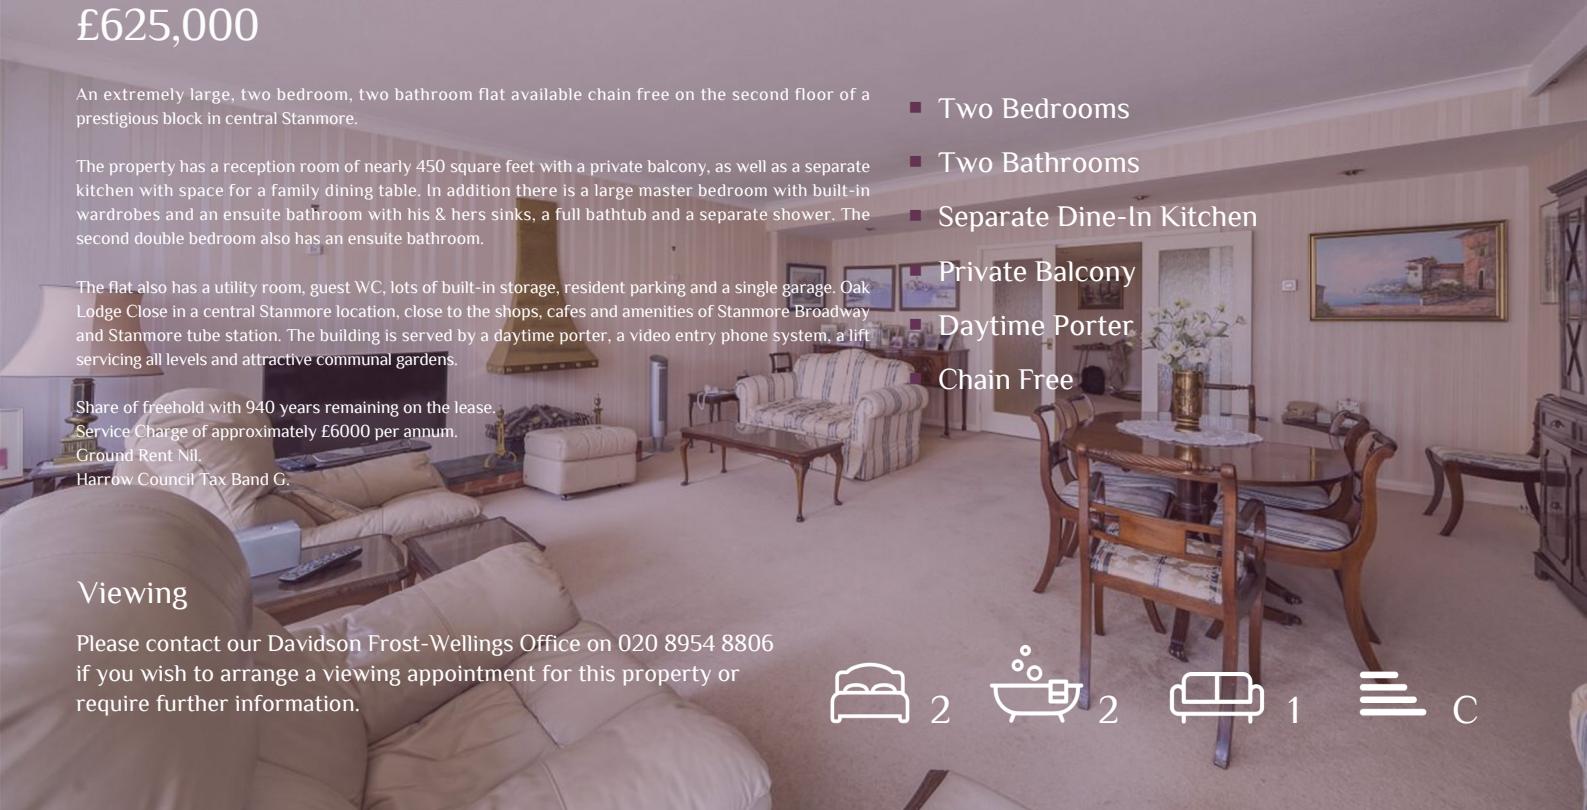 £625,000
An extremely large, two bedroom, two bathroom flat available chain free on the second floor of a
prestigious block in central Stanmore.
The property has a reception room of nearly 450 square feet with a private balcony, as well as a separate
kitchen with space for a family dining table. In addition there is a large master bedroom with built-in
wardrobes and an ensuite bathroom with his & hers sinks, a full bathtub and a separate shower. The
second double bedroom also has an ensuite bathroom.
The flat also has a utility room, guest WC, lots of built-in storage, resident parking and a single garage. Oak
Lodge Close in a central Stanmore location, close to the shops, cafes and amenities of Stanmore Broadway
and Stanmore tube station. The building is served by a daytime porter, a video entry phone system, a lift
servicing all levels and attractive communal gardens.
Share of freehold with 940 years remaining on the lease.
Service Charge of approximately £6000 per annum.
Ground Rent Nil.
Harrow Council Tax Band G.
Two Bedrooms
Two Bathrooms
Separate Dine-In Kitchen
Private Balcony
Daytime Porter
Chain Free
Viewing
Please contact our Davidson Frost-Wellings Office on 020 8954 8806
if you wish to arrange a viewing appointment for this property or
require further information.
2 2 1 C